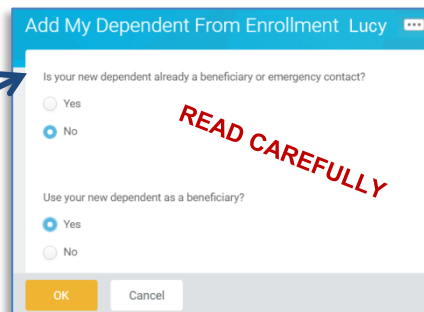 Add My Dependent From Enrollment Lucy
Is your new dependent already a beneficiary or emergency contact?
Yes
No
READ CAREFULLY
Use your new dependent as a beneficiary?
Yes
No
OK
Cancel